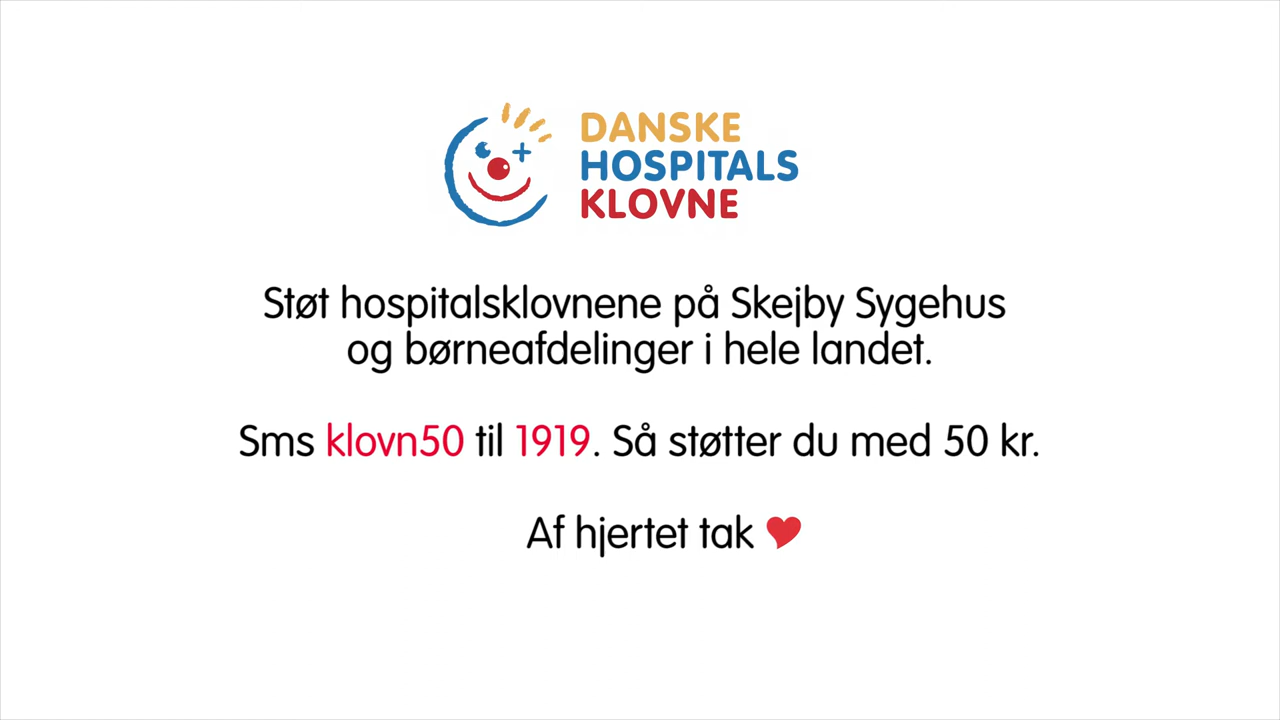 DANSKE
HOSPITALS
KLOVNE
Støt hospitalsklovnene på Skejby Sygehus
og børneafdelinger i hele landet.
Sms klovn50 til 1919. Så støtter du med 50 kr.
Af hjertet tak